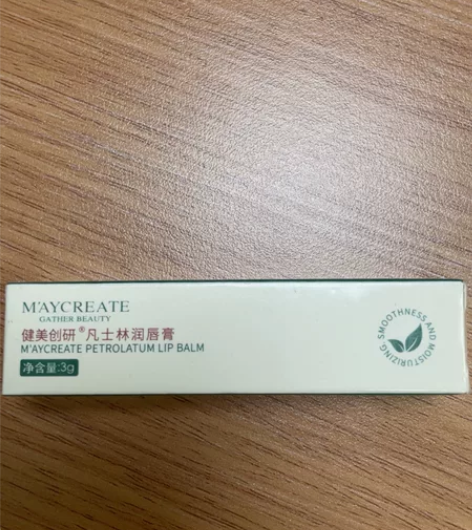 M'AYCREATE
GATHER BEAUTY
健美创研®凡士林润唇膏
M'AYCREATE PETROLATUM LIP BALM
净含量:3g
SMOOTHNESS AND MOISTURIZING.